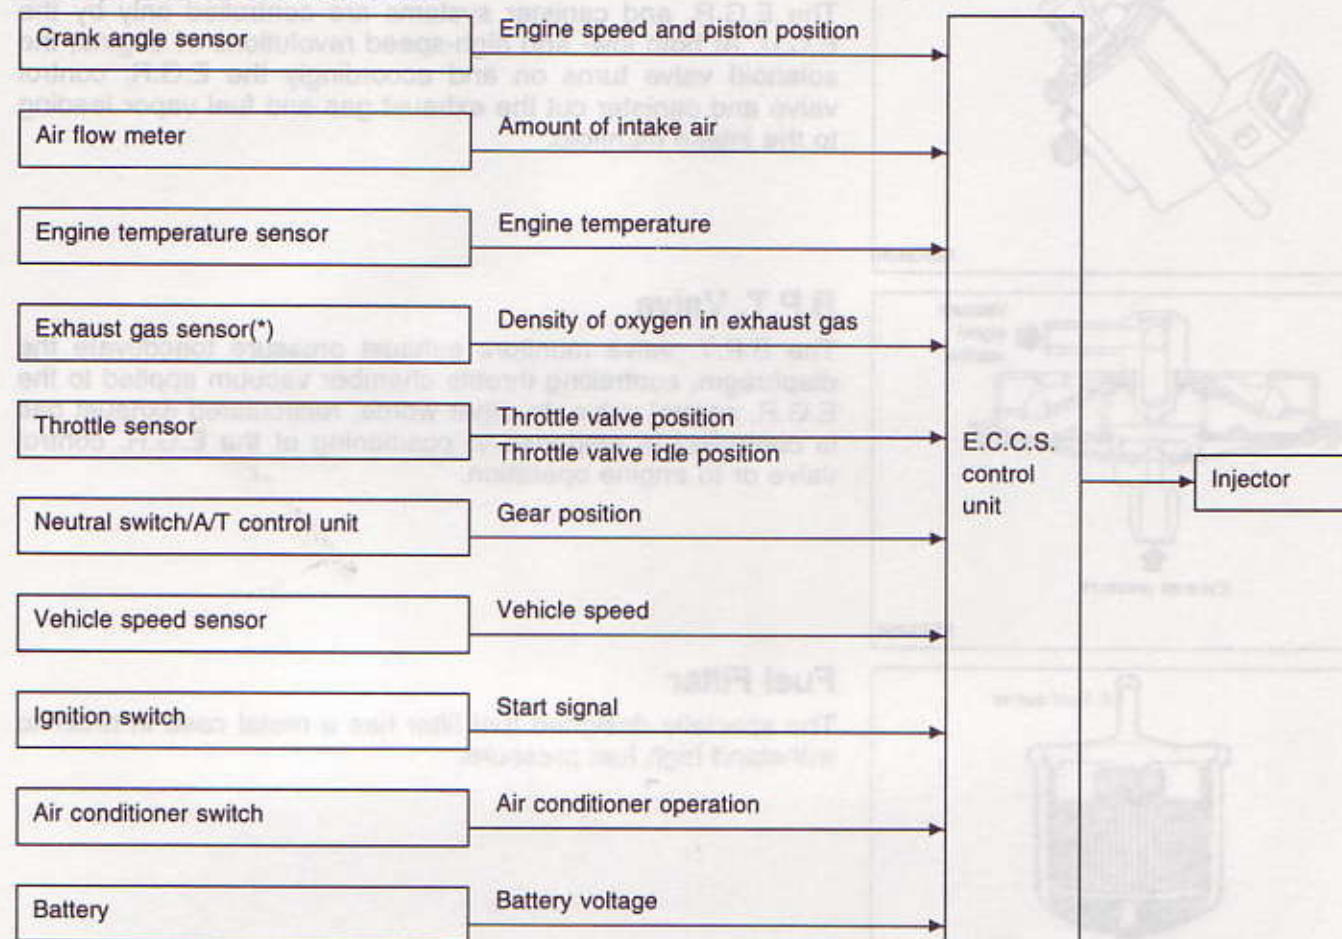 Crank angle sensor
Engine speed and piston position
Air flow meter
Amount of intake air
Engine temperature sensor
Engine temperature
Exhaust gas sensor(*)
Density of oxygen in exhaust gas
Throttle sensor
Throttle valve position
Throttle valve idle position
E.C.C.S.
control
unit
Injector
Neutral switch/A/T control unit
Gear position
Vehicle speed sensor
Vehicle speed
Ignition switch
Start signal
Air conditioner switch
Air conditioner operation
Battery
Battery voltage